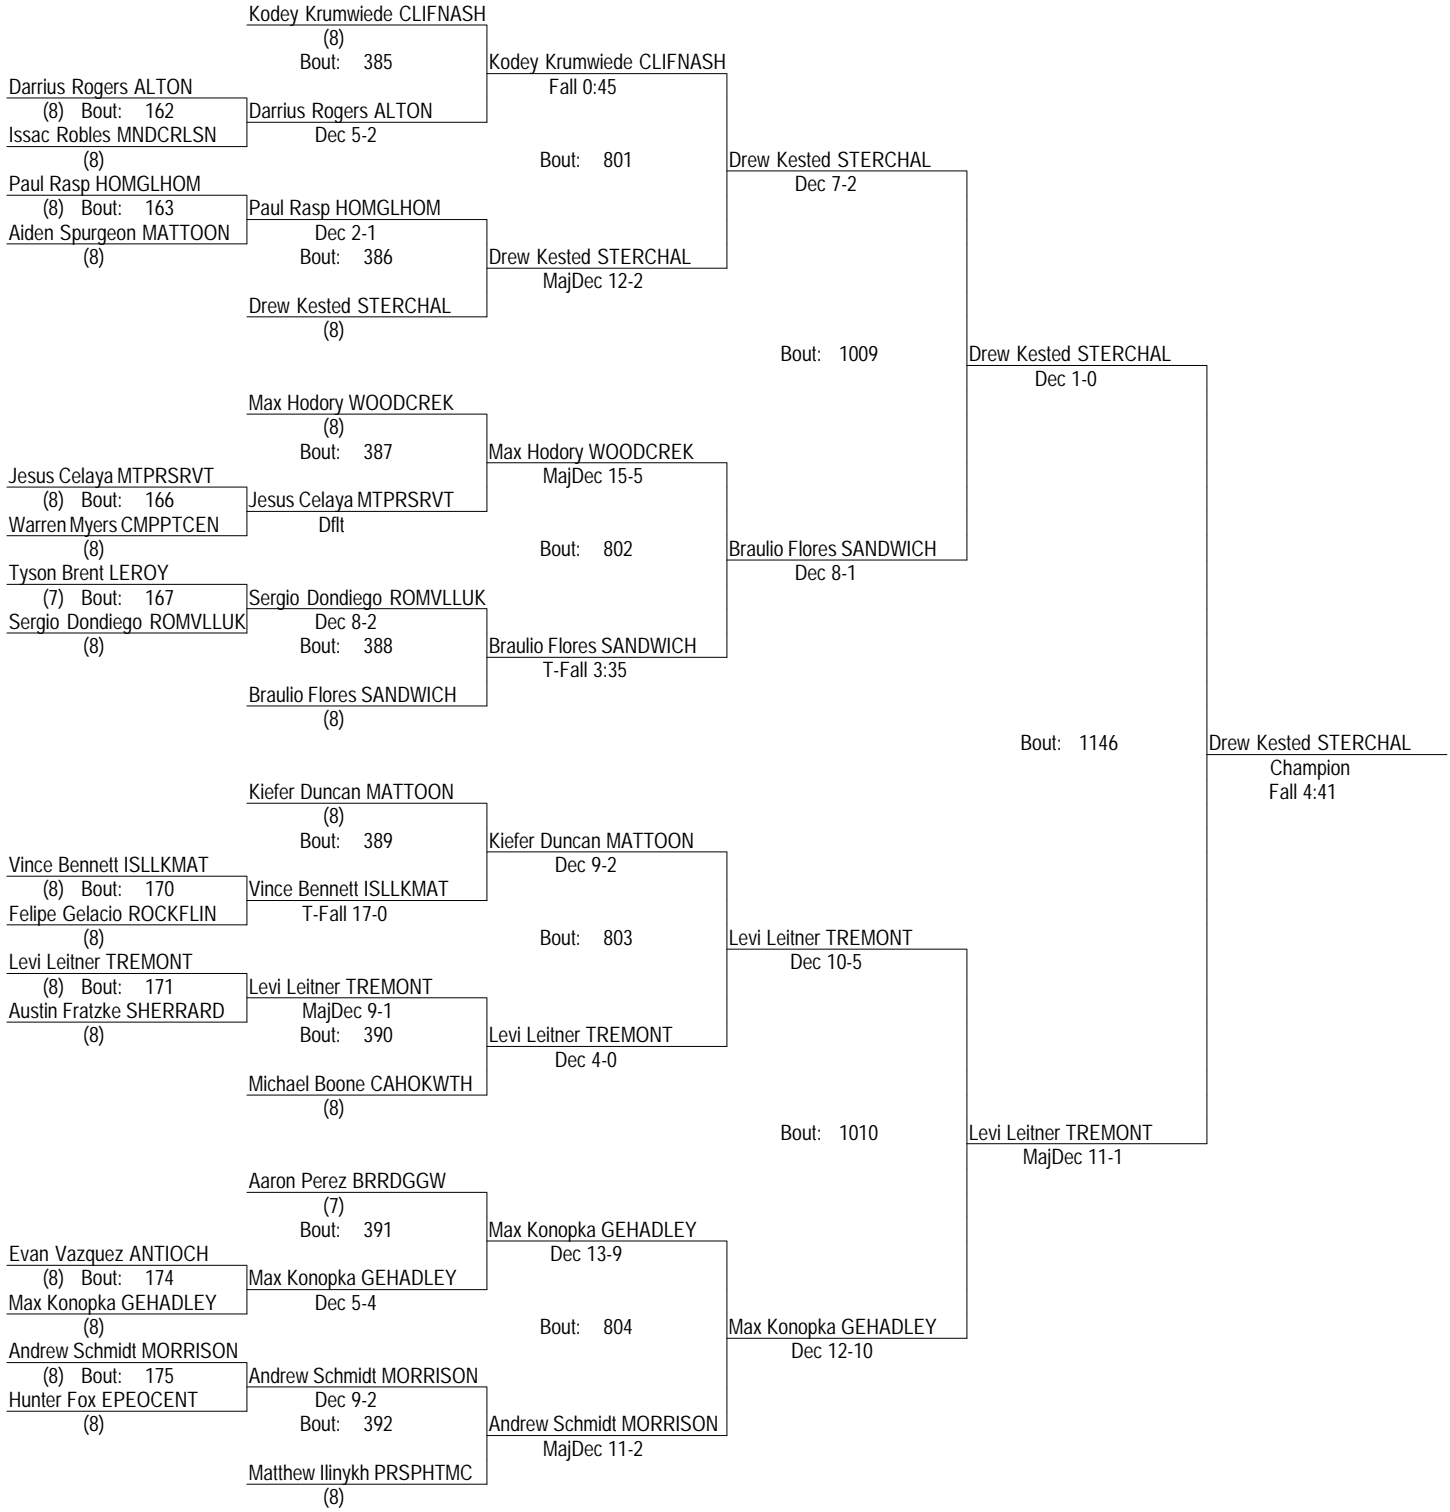 Kodey Krumwiede CLIFNASH
(8)
Bout: 385
Kodey Krumwiede CLIFNASH
Fall 0:45
Darrius Rogers ALTON
(8) Bout: 162
Darrius Rogers ALTON
Issac Robles MNDCRLSN
Dec 5-2
(8)
Bout: 801
Drew Kested STERCHAL
Dec 7-2
Paul Rasp HOMGLHOM
(8) Bout: 163
Paul Rasp HOMGLHOM
Aiden Spurgeon MATTOON
Dec 2-1
(8)
Bout: 386
Drew Kested STERCHAL
MajDec 12-2
Drew Kested STERCHAL
(8)
Bout: 1009
Drew Kested STERCHAL
Dec 1-0
Max Hodory WOODCREK
(8)
Bout: 387
Max Hodory WOODCREK
MajDec 15-5
Jesus Celaya MTPRSRVT
(8) Bout: 166
Jesus Celaya MTPRSRVT
Warren Myers CMPPTCEN
Dflt
(8)
Bout: 802
Braulio Flores SANDWICH
Dec 8-1
Tyson Brent LEROY
(7) Bout: 167
Sergio Dondiego ROMVLLUK
Sergio Dondiego ROMVLLUK
Dec 8-2
(8)
Bout: 388
Braulio Flores SANDWICH
T-Fall 3:35
Braulio Flores SANDWICH
(8)
Bout: 1146
Drew Kested STERCHAL
Champion
Fall 4:41
Kiefer Duncan MATTOON
(8)
Bout: 389
Kiefer Duncan MATTOON
Dec 9-2
Vince Bennett ISLLKMAT
(8) Bout: 170
Vince Bennett ISLLKMAT
Felipe Gelacio ROCKFLIN
T-Fall 17-0
(8)
Bout: 803
Levi Leitner TREMONT
Dec 10-5
Levi Leitner TREMONT
(8) Bout: 171
Levi Leitner TREMONT
Austin Fratzke SHERRARD
MajDec 9-1
(8)
Bout: 390
Levi Leitner TREMONT
Dec 4-0
Michael Boone CAHOKWTH
(8)
Bout: 1010
Levi Leitner TREMONT
MajDec 11-1
Aaron Perez BRRDGGW
(7)
Bout: 391
Max Konopka GEHADLEY
Dec 13-9
Evan Vazquez ANTIOCH
(8) Bout: 174
Max Konopka GEHADLEY
Max Konopka GEHADLEY
Dec 5-4
(8)
Bout: 804
Max Konopka GEHADLEY
Dec 12-10
Andrew Schmidt MORRISON
(8) Bout: 175
Andrew Schmidt MORRISON
Hunter Fox EPEOCENT
Dec 9-2
(8)
Bout: 392
Andrew Schmidt MORRISON
MajDec 11-2
Matthew Ilinykh PRSPHTMC
(8)